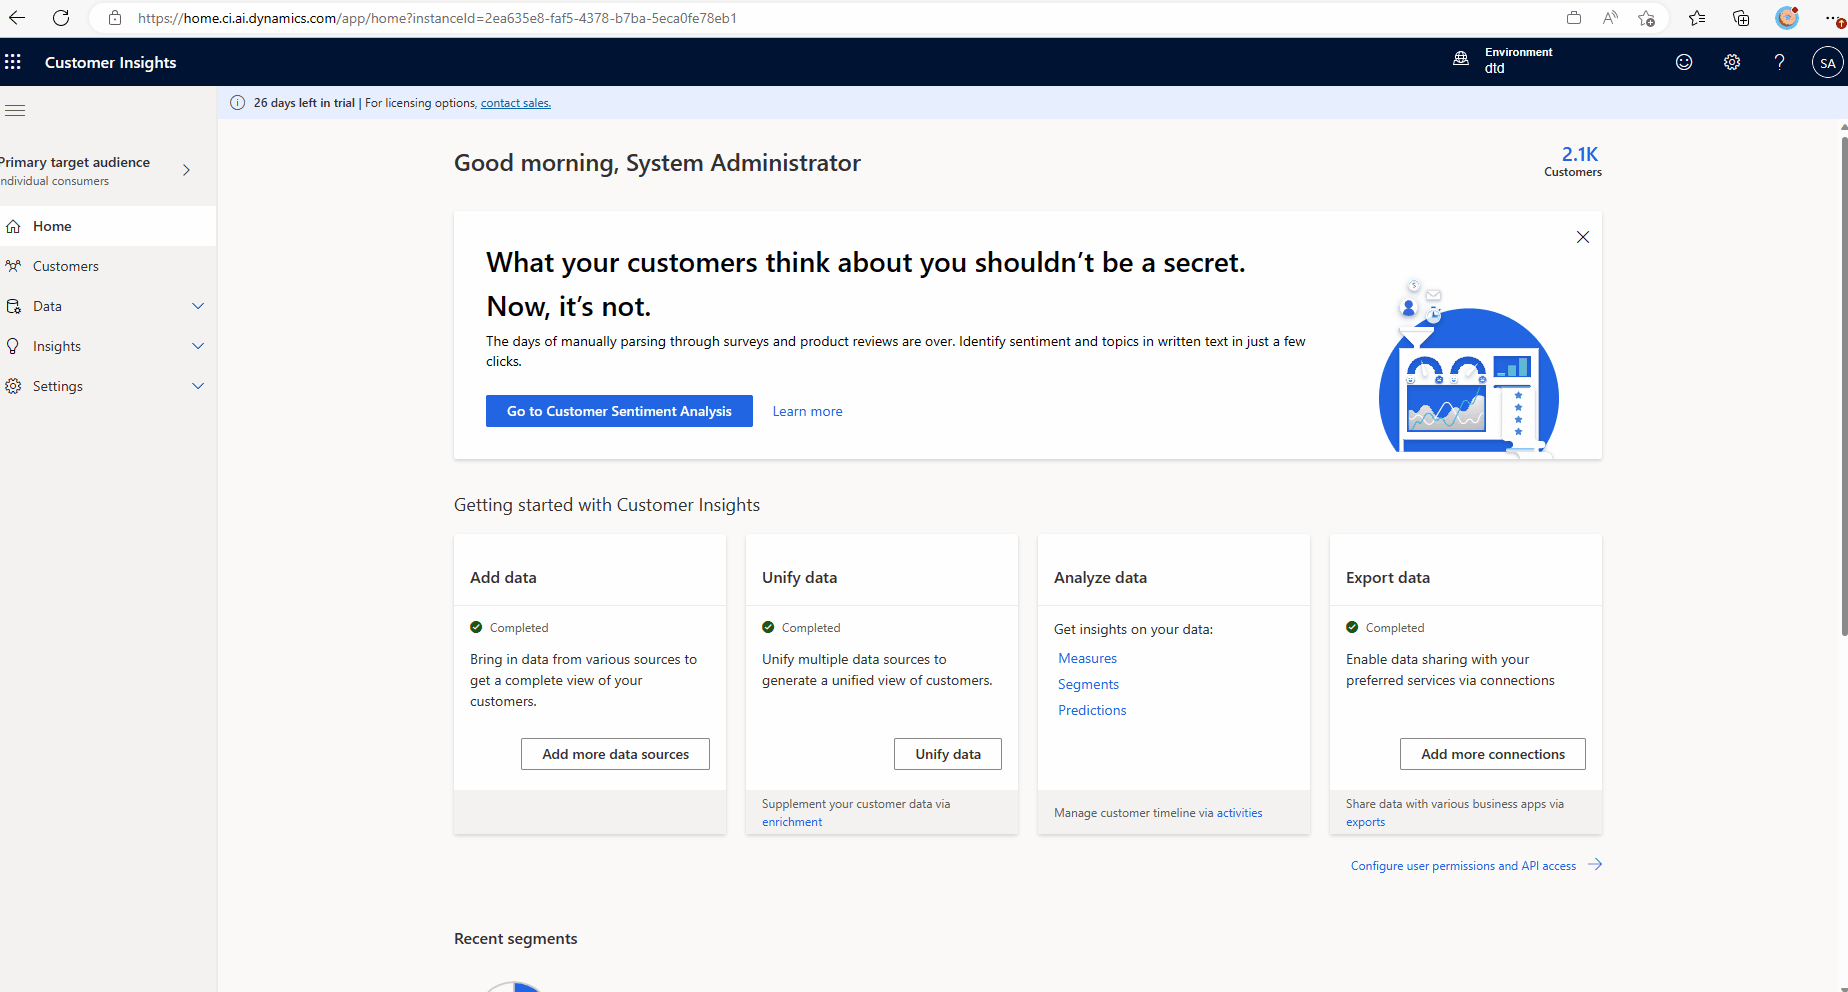 https://home.ci.ai.dynamics.com/app/home?instanceId=2ea635e8-faf5-4378-b7ba-5eca0fe78eb1
Customer Insights
Environment
dtd
SA
26 days left in trial | For licensing options, contact sales.
Primary target audience
ndividual consumers
Home
Customers
Data
Insights
Settings
Good morning, System Administrator
2.1K
Customers
What your customers think about you shouldn’t be a secret.
Now, it’s not.
The days of manually parsing through surveys and product reviews are over. Identify sentiment and topics in written text in just a few
clicks.
Go to Customer Sentiment Analysis
Learn more
Getting started with Customer Insights
Add data
Completed
Bring in data from various sources to
get a complete view of your
customers.
Add more data sources
Unify data
Completed
Unify multiple data sources to
generate a unified view of customers.
Unify data
Supplement your customer data via
enrichment
Analyze data
Get insights on your data:
Measures
Segments
Predictions
Manage customer timeline via activities
Export data
Completed
Enable data sharing with your
preferred services via connections
Add more connections
Share data with various business apps via
exports
Configure user permissions and API access
Recent segments